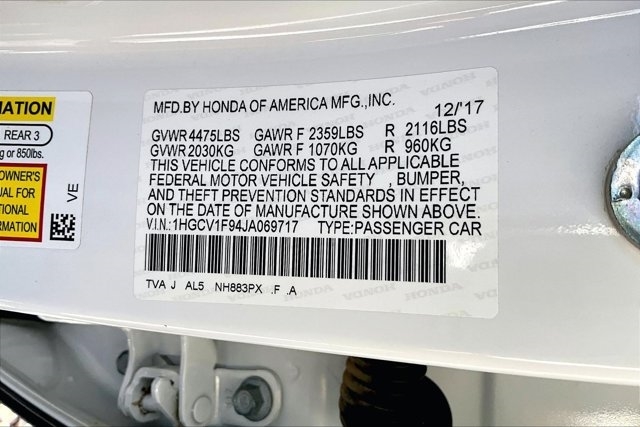 MATION
REAR 3
g or 850lbs.
OWNER'S
UAL FOR
TIONAL
MATION
VE
MFD.BY HONDA OF AMERICA MFG.,INC. 12/'17
GVWR 4475LBS GAWR F 2359LBS R 2116LBS
GVWR 2030KG GAWR F 1070KG R 960KG
THIS VEHICLE CONFORMS TO ALL APPLICABLE
FEDERAL MOTOR VEHICLE SAFETY , BUMPER,
AND THEFT PREVENTION STANDARDS IN EFFECT
ON THE DATE OF MANUFACTURE SHOWN ABOVE.
V.I.N.:1HGCV1F94JA069717 TYPE:PASSENGER CAR
TVA J AL5 NH883PX .F .A